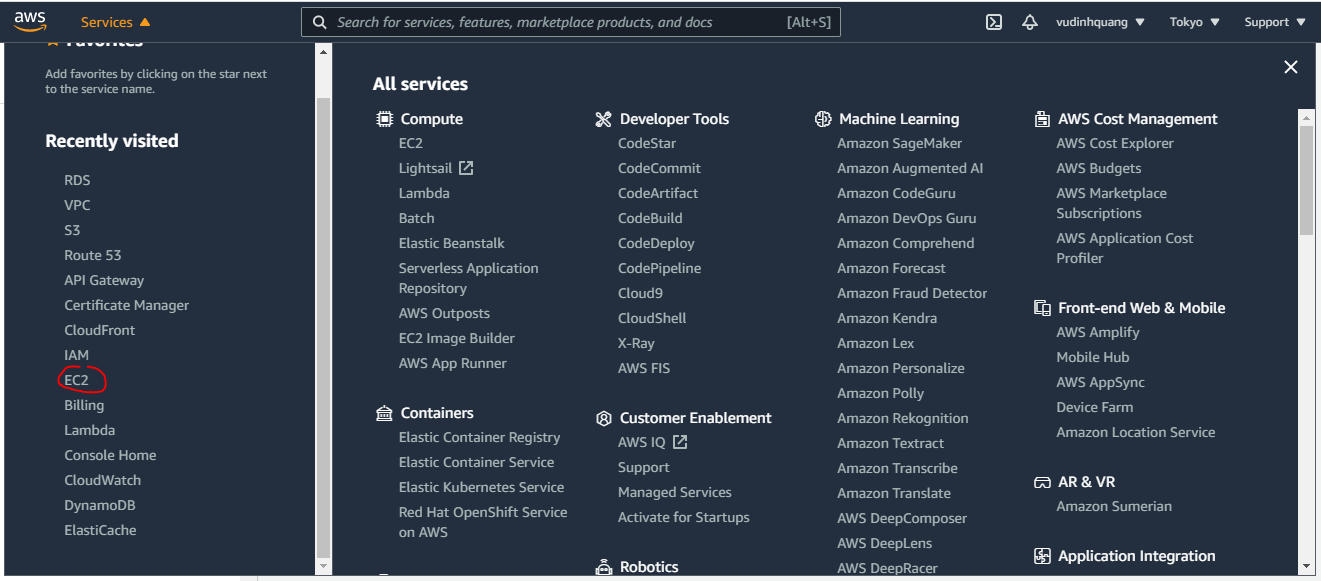 aws
Services
Search for services, features, marketplace products, and docs
[Alt+S]
vudinhquang
Tokyo
Support
Favorites
Add favorites by clicking on the star next
to the service name.
Recently visited
RDS
VPC
S3
Route 53
API Gateway
Certificate Manager
CloudFront
IAM
EC2
Billing
Lambda
Console Home
CloudWatch
DynamoDB
ElastiCache
All services
Compute
EC2
Lightsail
Lambda
Batch
Elastic Beanstalk
Serverless Application
Repository
AWS Outposts
EC2 Image Builder
AWS App Runner
Containers
Elastic Container Registry
Elastic Container Service
Elastic Kubernetes Service
Red Hat OpenShift Service
on AWS
Developer Tools
CodeStar
CodeCommit
CodeArtifact
CodeBuild
CodeDeploy
CodePipeline
Cloud9
CloudShell
X-Ray
AWS FIS
Customer Enablement
AWS IQ
Support
Managed Services
Activate for Startups
Robotics
Machine Learning
Amazon SageMaker
Amazon Augmented AI
Amazon CodeGuru
Amazon DevOps Guru
Amazon Comprehend
Amazon Forecast
Amazon Fraud Detector
Amazon Kendra
Amazon Lex
Amazon Personalize
Amazon Polly
Amazon Rekognition
Amazon Textract
Amazon Transcribe
Amazon Translate
AWS DeepComposer
AWS DeepLens
AWS DeepRacer
AWS Cost Management
AWS Cost Explorer
AWS Budgets
AWS Marketplace
Subscriptions
AWS Application Cost
Profiler
Front-end Web & Mobile
AWS Amplify
Mobile Hub
AWS AppSync
Device Farm
Amazon Location Service
AR & VR
Amazon Sumerian
Application Integration